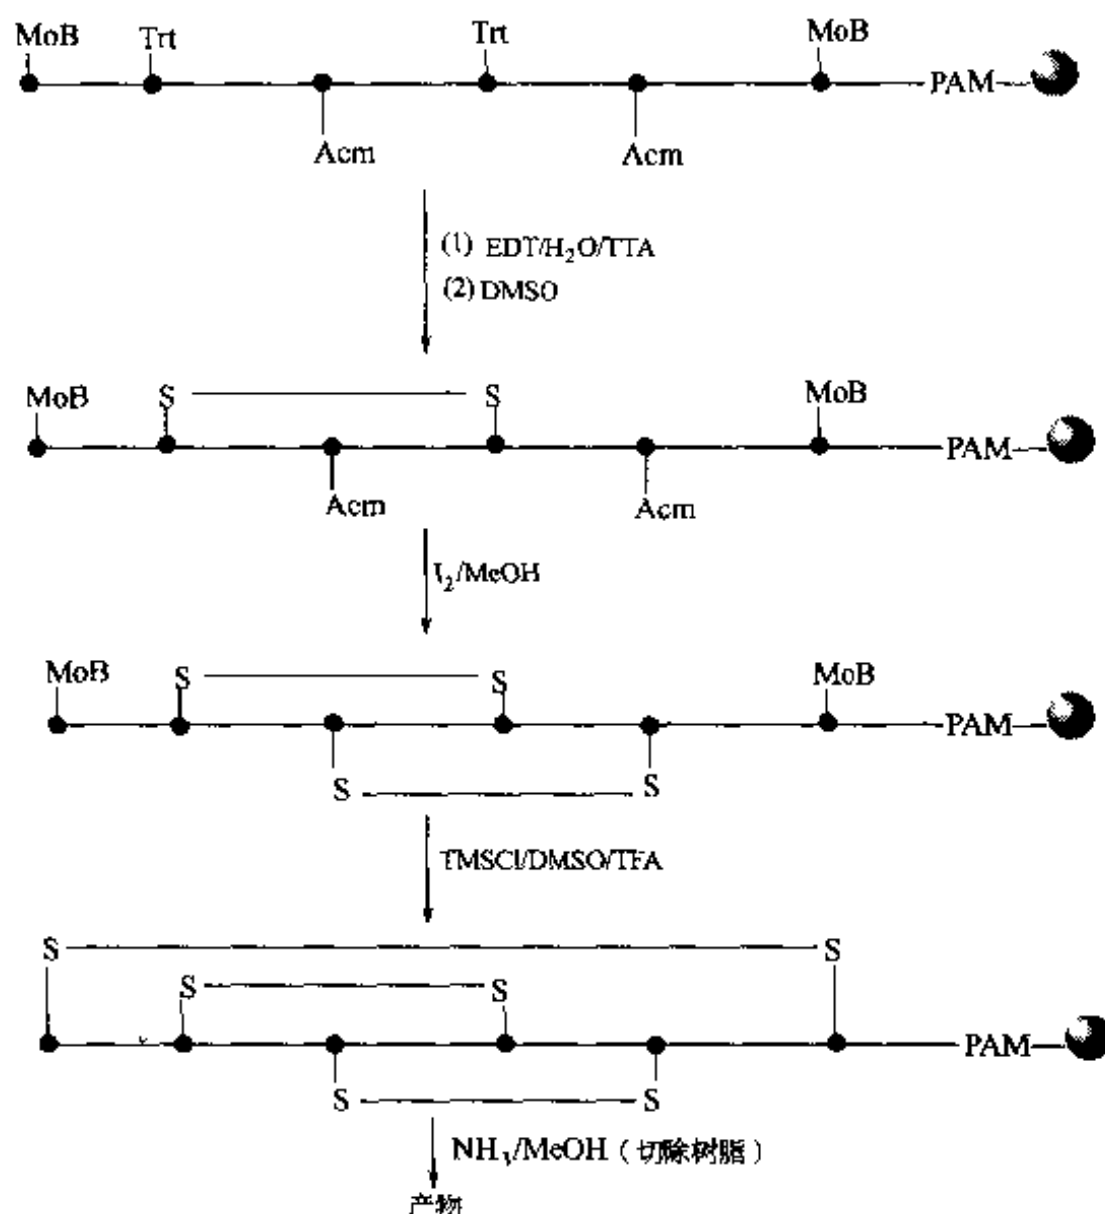 MoB Trt Trt MoB
PAM
Acm Acm
(1) EDT/H₂O/TTA
(2) DMSO
MoB S S MoB
PAM
Acm Acm
I₂/MeOH
MoB S S MoB
PAM
S S
TMSCl/DMSO/TFA
S S
S S
PAM
S S
NH₃/MeOH（切除树脂）
产物